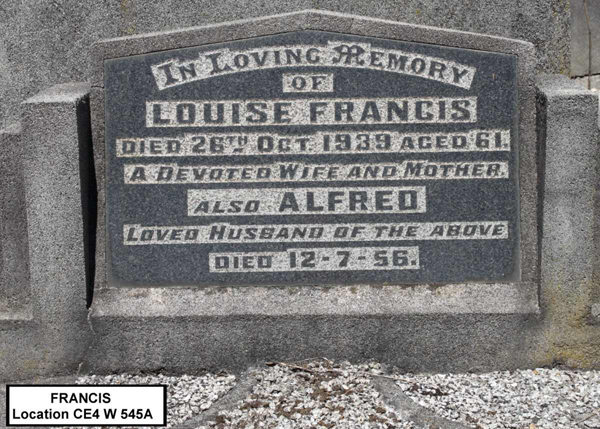 IN LOVING MEMORY
OF
LOUISE FRANCIS
DIED 26TH OCT. 1939 AGED 61.
A DEVOTED WIFE AND MOTHER.
ALSO ALFRED
LOVED HUSBAND OF THE ABOVE
DIED 12-7-56.
FRANCIS
Location CE4 W 545A